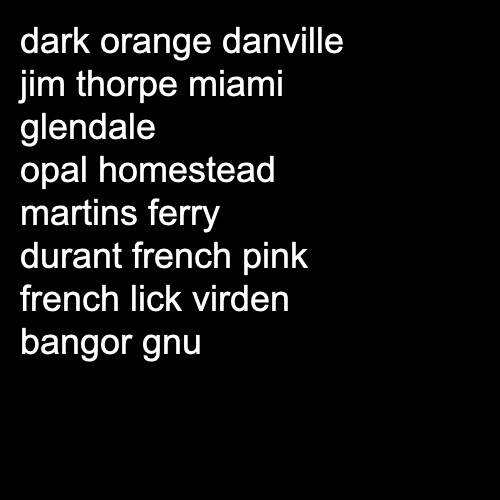 dark orange danville
jim thorpe miami
glendale
opal homestead
martins ferry
durant french pink
french lick virden
bangor gnu